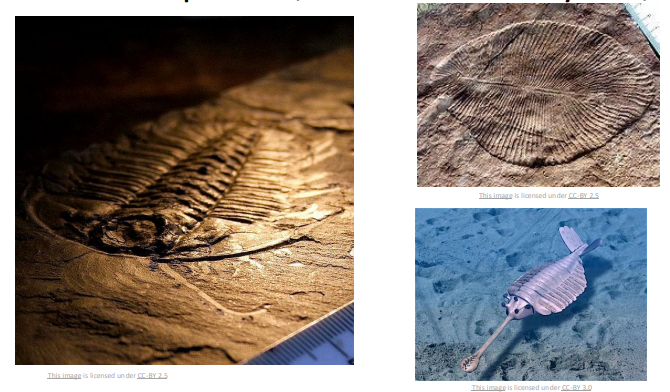 This image is licensed under CC-BY 2.5
This image is licensed under CC-BY 2.5
This image is licensed under CC-BY 3.0